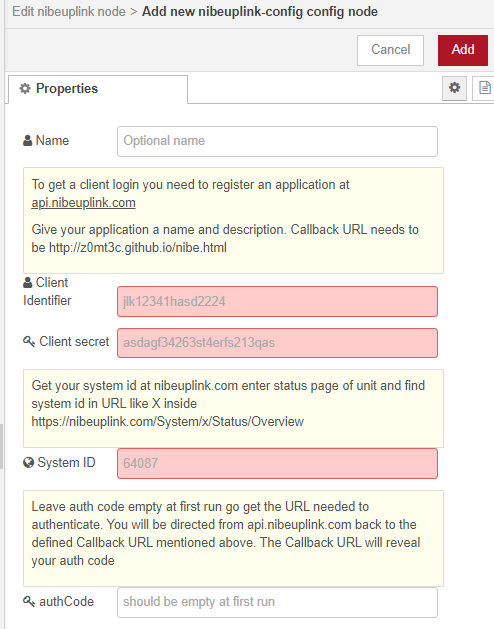 Edit nibeuplink node > Add new nibeuplink-config config node
Cancel
Add
Properties
Name
Optional name
To get a client login you need to register an application at
api.nibeuplink.com
Give your application a name and description. Callback URL needs to
be http://z0mt3c.github.io/nibe.html
Client
Identifier
jlk12341hasd2224
Client secret
asdagf34263st4erfs213qas
Get your system id at nibeuplink.com enter status page of unit and find
system id in URL like X inside
https://nibeuplink.com/System/x/Status/Overview
System ID
64087
Leave auth code empty at first run go get the URL needed to
authenticate. You will be directed from api.nibeuplink.com back to the
defined Callback URL mentioned above. The Callback URL will reveal
your auth code
authCode
should be empty at first run